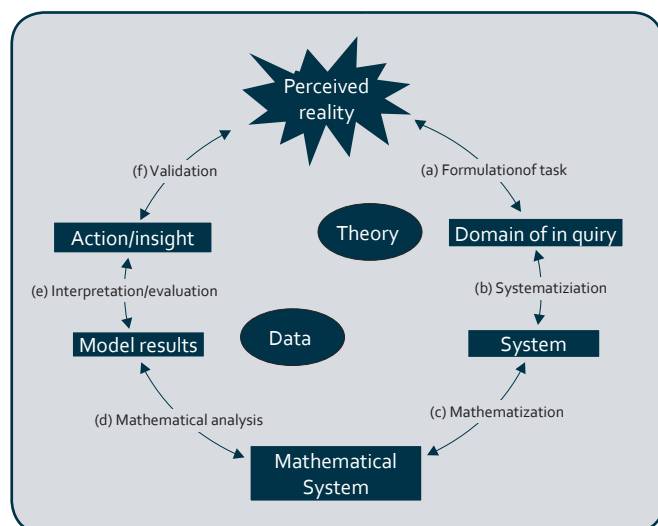 Perceived
reality
(f) Validation
(a) Formulationof task
Action/insight
Theory
Domain of in quiry
(e) Interpretation/evaluation
(b) Systematiziation
Model results
Data
System
(d) Mathematical analysis
(c) Mathematization
Mathematical
System